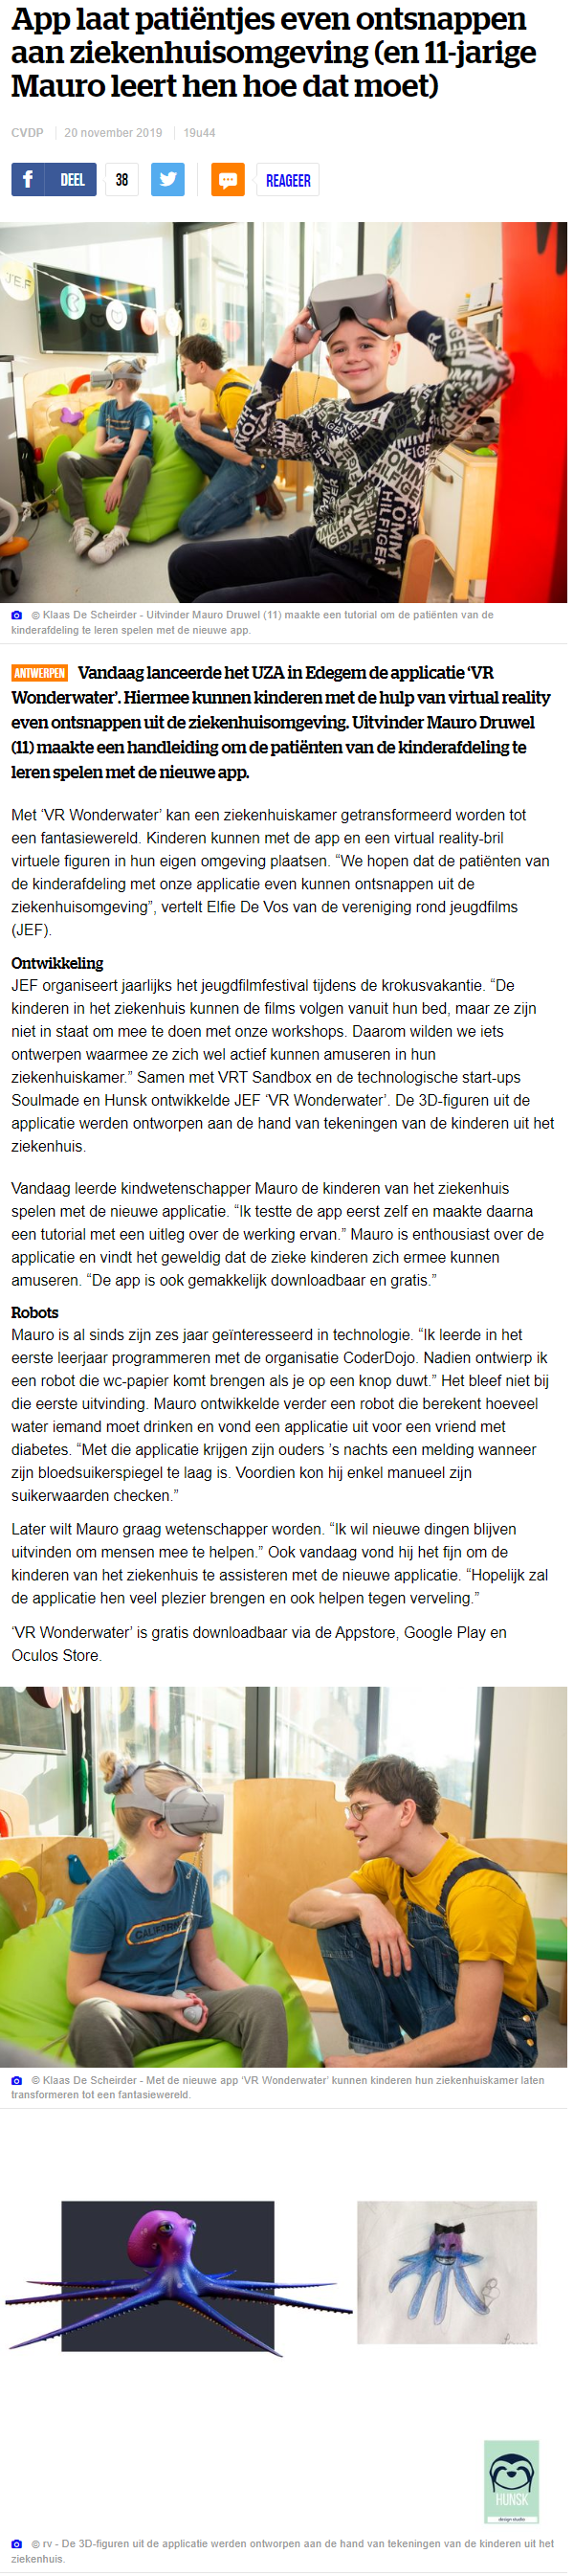 App laat patiëntjes even ontsnappen
aan ziekenhuisomgeving (en 11-jarige
Mauro leert hen hoe dat moet)
CVDP 20 november 2019 19u44
f DEEL 38 REAGEER
JEF
© Klaas De Scheirder - Uitvinder Mauro Druwel (11) maakte een tutorial om de patiënten van de
kinderafdeling te leren spelen met de nieuwe app.
ANTWERPEN Vandaag lanceerde het UZA in Edegem de applicatie ‘VR
Wonderwater’. Hiermee kunnen kinderen met de hulp van virtual reality
even ontsnappen uit de ziekenhuisomgeving. Uitvinder Mauro Druwel
(11) maakte een handleiding om de patiënten van de kinderafdeling te
leren spelen met de nieuwe app.
Met ‘VR Wonderwater’ kan een ziekenhuiskamer getransformeerd worden tot
een fantasiewereld. Kinderen kunnen met de app en een virtual reality-bril
virtuele figuren in hun eigen omgeving plaatsen. “We hopen dat de patiënten van
de kinderafdeling met onze applicatie even kunnen ontsnappen uit de
ziekenhuisomgeving”, vertelt Elfie De Vos van de vereniging rond jeugdfilms
(JEF).
Ontwikkeling
JEF organiseert jaarlijks het jeugdfilmfestival tijdens de krokusvakantie. “De
kinderen in het ziekenhuis kunnen de films volgen vanuit hun bed, maar ze zijn
niet in staat om mee te doen met onze workshops. Daarom wilden we iets
ontwerpen waarmee ze zich wel actief kunnen amuseren in hun
ziekenhuiskamer.” Samen met VRT Sandbox en de technologische start-ups
Soulmade en Hunsk ontwikkelde JEF ‘VR Wonderwater’. De 3D-figuren uit de
applicatie werden ontworpen aan de hand van tekeningen van de kinderen uit het
ziekenhuis.
Vandaag leerde kindwetenschapper Mauro de kinderen van het ziekenhuis
spelen met de nieuwe applicatie. “Ik testte de app eerst zelf en maakte daarna
een tutorial met een uitleg over de werking ervan.” Mauro is enthousiast over de
applicatie en vindt het geweldig dat de zieke kinderen zich ermee kunnen
amuseren. “De app is ook gemakkelijk downloadbaar en gratis.”
Robots
Mauro is al sinds zijn zes jaar geïnteresseerd in technologie. “Ik leerde in het
eerste leerjaar programmeren met de organisatie CoderDojo. Nadien ontwierp ik
een robot die wc-papier komt brengen als je op een knop duwt.” Het bleef niet bij
die eerste uitvinding. Mauro ontwikkelde verder een robot die berekent hoeveel
water iemand moet drinken en vond een applicatie uit voor een vriend met
diabetes. “Met die applicatie krijgen zijn ouders ’s nachts een melding wanneer
zijn bloedsuikerspiegel te laag is. Voordien kon hij enkel manueel zijn
suikerwaarden checken.”
Later wilt Mauro graag wetenschapper worden. “Ik wil nieuwe dingen blijven
uitvinden om mensen mee te helpen.” Ook vandaag vond hij het fijn om de
kinderen van het ziekenhuis te assisteren met de nieuwe applicatie. “Hopelijk zal
de applicatie hen veel plezier brengen en ook helpen tegen verveling.”
‘VR Wonderwater’ is gratis downloadbaar via de Appstore, Google Play en
Oculos Store.
CALIFORNIA
© Klaas De Scheirder - Met de nieuwe app ‘VR Wonderwater’ kunnen kinderen hun ziekenhuiskamer laten
transformeren tot een fantasiewereld.
HUNSK
design studio
© rv - De 3D-figuren uit de applicatie werden ontworpen aan de hand van tekeningen van de kinderen uit het
ziekenhuis.